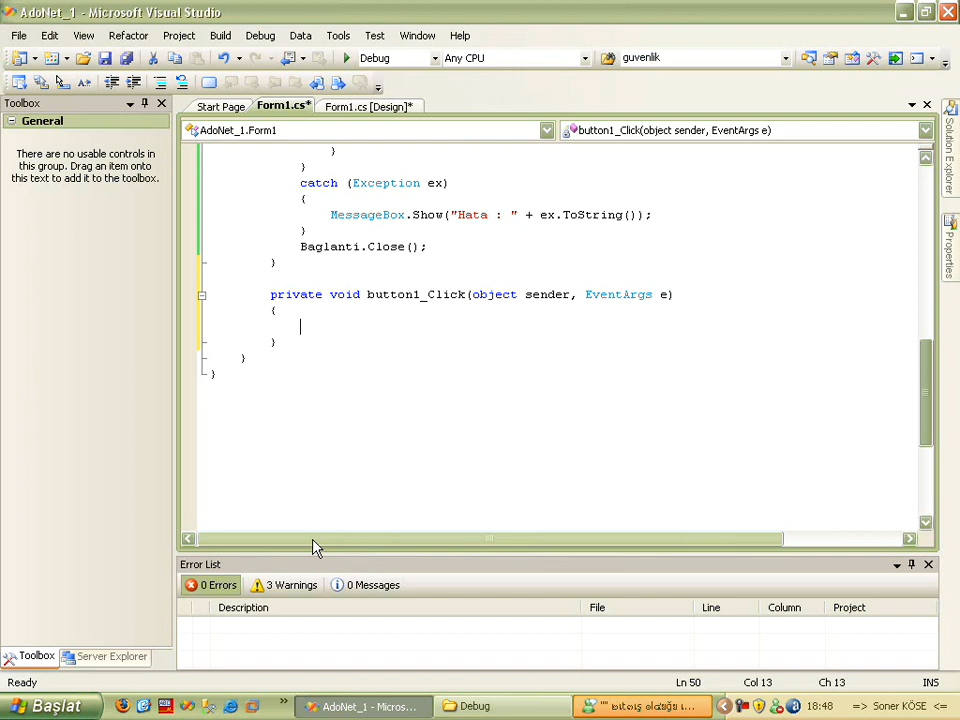 AdoNet_1 - Microsoft Visual Studio
File Edit View Refactor Project Build Debug Data Tools Test Window Help
Debug Any CPU guvenlik
Toolbox
General
There are no usable controls in
this group. Drag an item onto
this text to add it to the toolbox.
Start Page Form1.cs* Form1.cs [Design]*
AdoNet_1.Form1 button1_Click(object sender, EventArgs e)
}
}
catch (Exception ex)
{
MessageBox.Show("Hata : " + ex.ToString());
}
Baglanti.Close();
}
private void button1_Click(object sender, EventArgs e)
{
}
}
}
Solution Explorer
Properties
Error List
0 Errors 3 Warnings 0 Messages
Description File Line Column Project
Toolbox Server Explorer
Ready Ln 50 Col 13 Ch 13 INS
Başlat AdoNet_1 - Micros... Debug 18:48 => Soner KÖSE <=